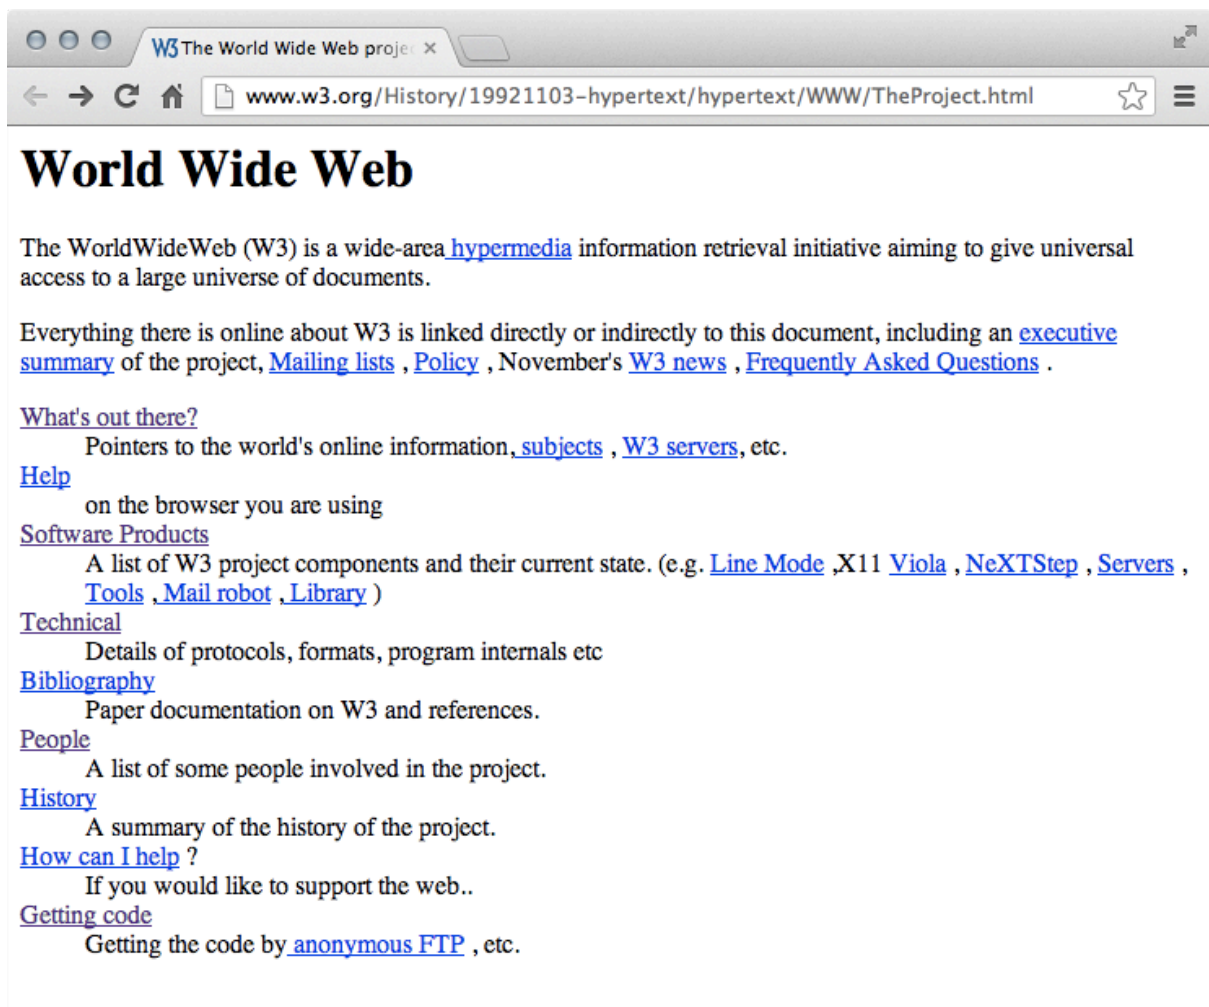 W3 The World Wide Web proje
www.w3.org/History/19921103-hypertext/hypertext/WWW/TheProject.html
World Wide Web
The WorldWideWeb (W3) is a wide-area hypermedia information retrieval initiative aiming to give universal
access to a large universe of documents.
Everything there is online about W3 is linked directly or indirectly to this document, including an executive
summary of the project, Mailing lists , Policy , November's W3 news , Frequently Asked Questions .
What's out there?
Pointers to the world's online information, subjects , W3 servers, etc.
Help
on the browser you are using
Software Products
A list of W3 project components and their current state. (e.g. Line Mode ,X11 Viola , NeXTStep , Servers ,
Tools , Mail robot , Library )
Technical
Details of protocols, formats, program internals etc
Bibliography
Paper documentation on W3 and references.
People
A list of some people involved in the project.
History
A summary of the history of the project.
How can I help ?
If you would like to support the web..
Getting code
Getting the code by anonymous FTP , etc.